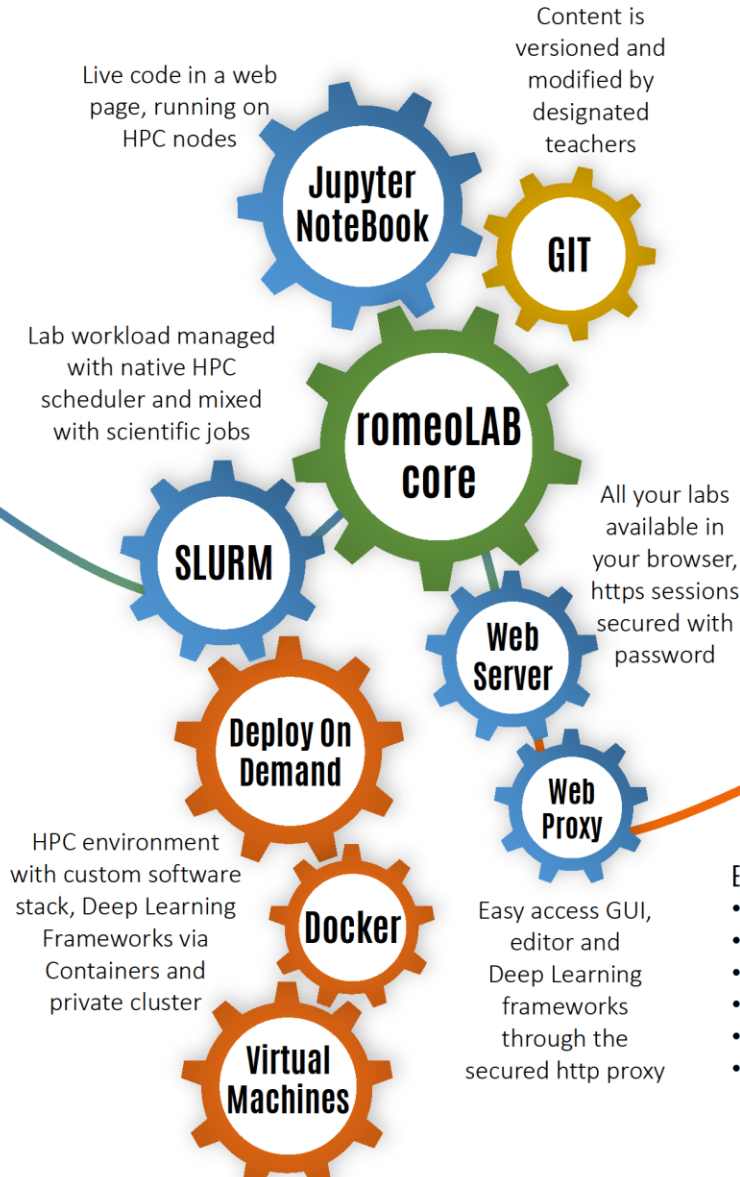 Content is
versioned and
modified by
designated
teachers
Live code in a web
page, running on
HPC nodes
Jupyter
NoteBook
GIT
Lab workload managed
with native HPC
scheduler and mixed
with scientific jobs
romeoLAB
core
SLURM
All your labs
available in
your browser,
https sessions
secured with
password
Web
Server
Deploy On
Demand
Web
Proxy
HPC environment
with custom software
stack, Deep Learning
Frameworks via
Containers and
private cluster
Docker
Easy access GUI,
editor and
Deep Learning
frameworks
through the
secured http proxy
Virtual
Machines